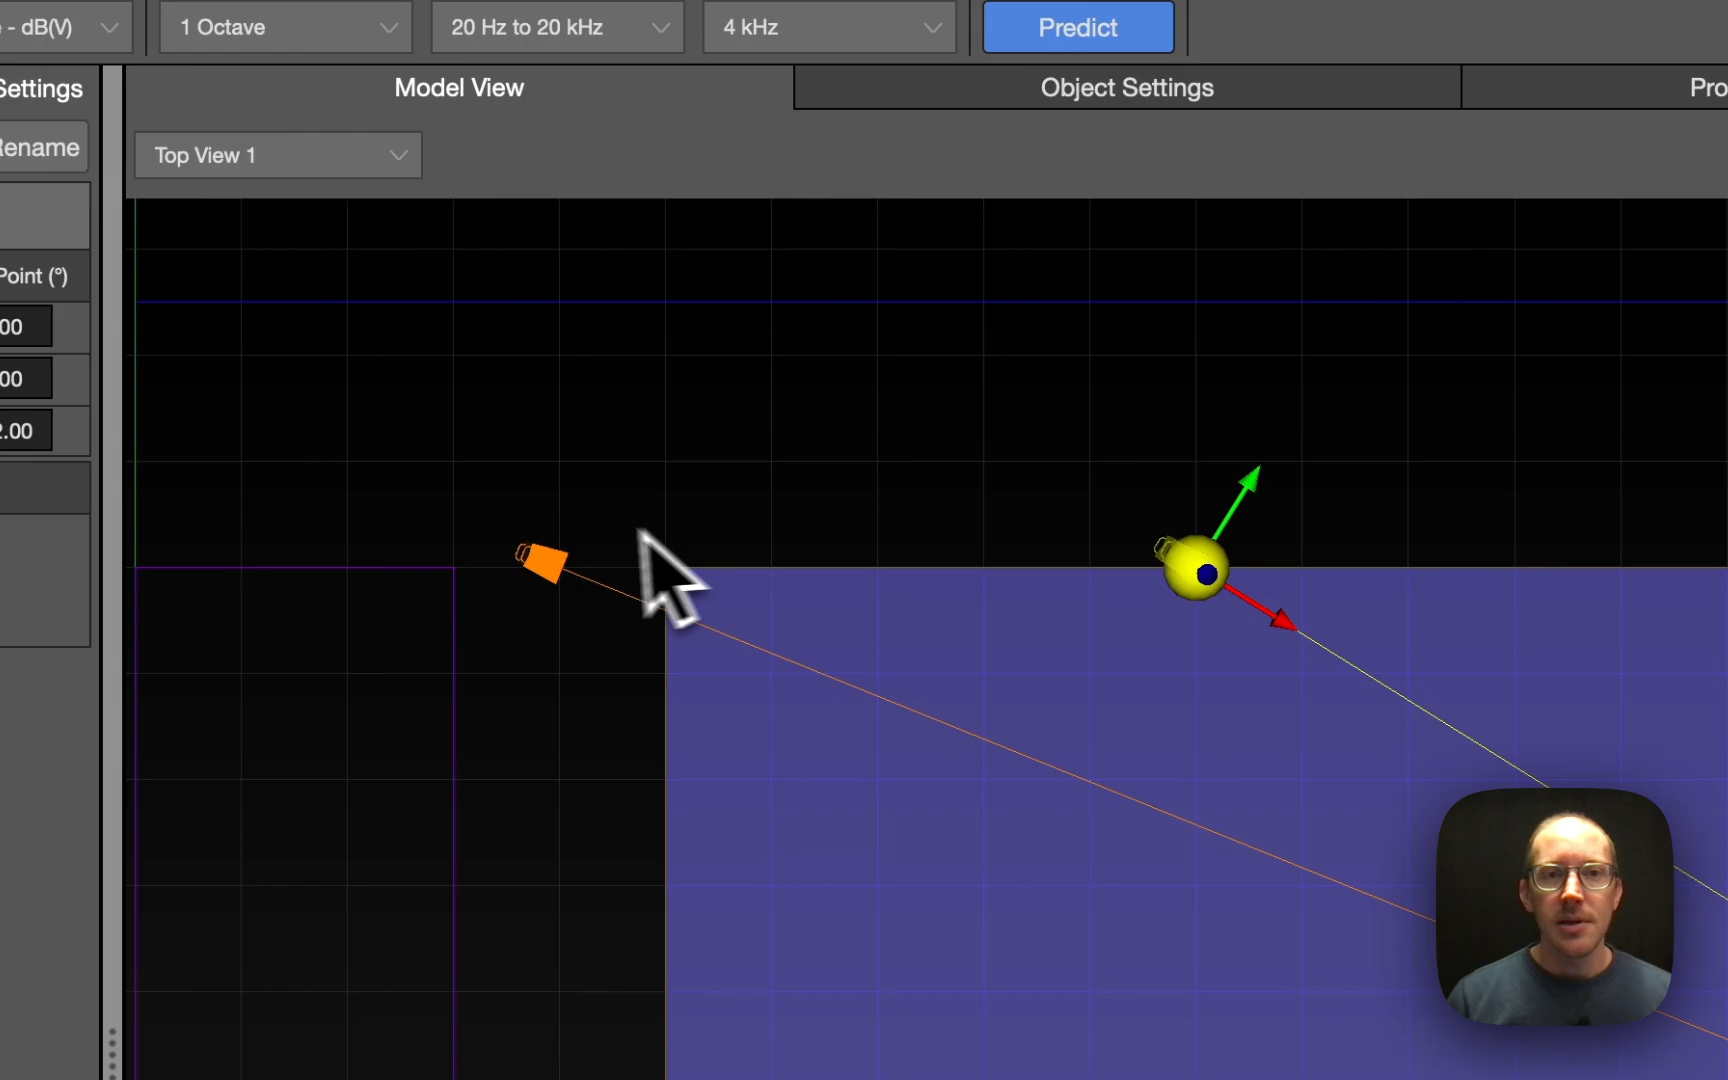 - dB(V)
1 Octave
20 Hz to 20 kHz
4 kHz
Predict
Settings
Model View
Object Settings
Pro
Rename
Top View 1
Point (°)
00
00
2.00